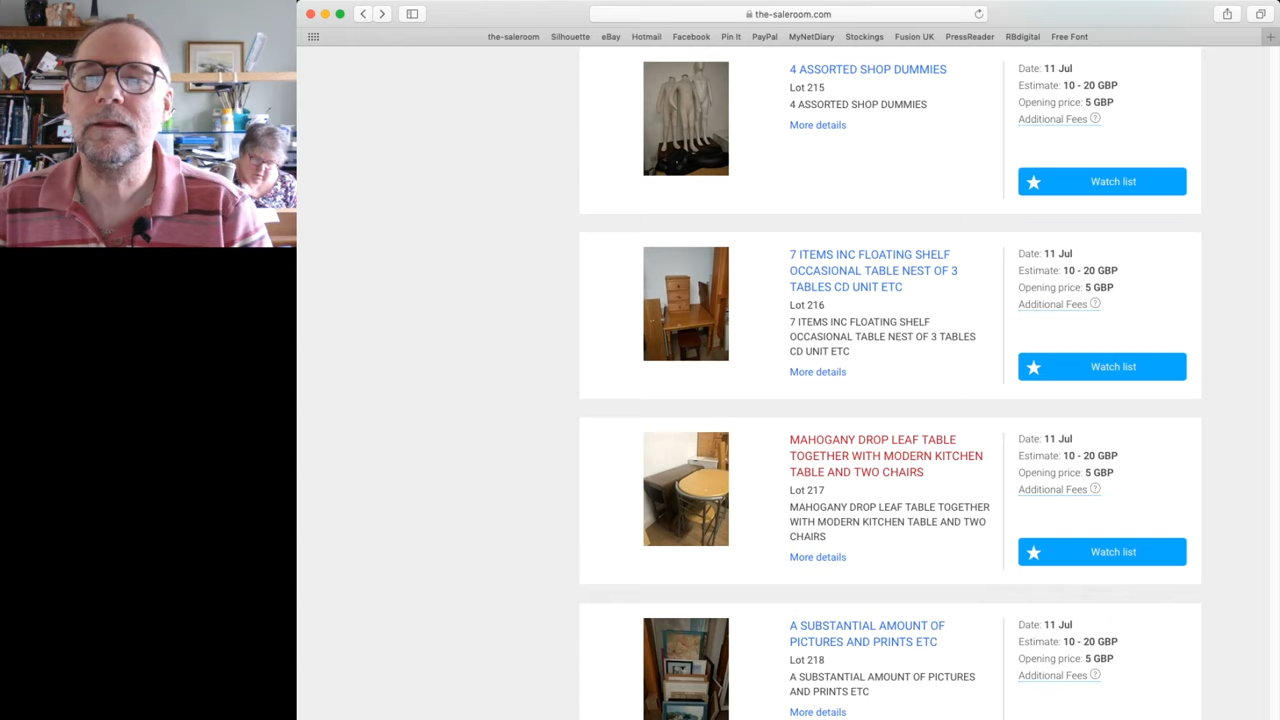 the-saleroom.com
the-saleroom Silhouette eBay Hotmail Facebook Pin It PayPal MyNetDiary Stockings Fusion UK PressReader RBdigital Free Font
4 ASSORTED SHOP DUMMIES
Lot 215
4 ASSORTED SHOP DUMMIES
More details
Date: 11 Jul
Estimate: 10 - 20 GBP
Opening price: 5 GBP
Additional Fees ?
Watch list
7 ITEMS INC FLOATING SHELF
OCCASIONAL TABLE NEST OF 3
TABLES CD UNIT ETC
Lot 216
7 ITEMS INC FLOATING SHELF
OCCASIONAL TABLE NEST OF 3 TABLES
CD UNIT ETC
More details
Date: 11 Jul
Estimate: 10 - 20 GBP
Opening price: 5 GBP
Additional Fees ?
Watch list
MAHOGANY DROP LEAF TABLE
TOGETHER WITH MODERN KITCHEN
TABLE AND TWO CHAIRS
Lot 217
MAHOGANY DROP LEAF TABLE TOGETHER
WITH MODERN KITCHEN TABLE AND TWO
CHAIRS
More details
Date: 11 Jul
Estimate: 10 - 20 GBP
Opening price: 5 GBP
Additional Fees ?
Watch list
A SUBSTANTIAL AMOUNT OF
PICTURES AND PRINTS ETC
Lot 218
A SUBSTANTIAL AMOUNT OF PICTURES
AND PRINTS ETC
More details
Date: 11 Jul
Estimate: 10 - 20 GBP
Opening price: 5 GBP
Additional Fees ?